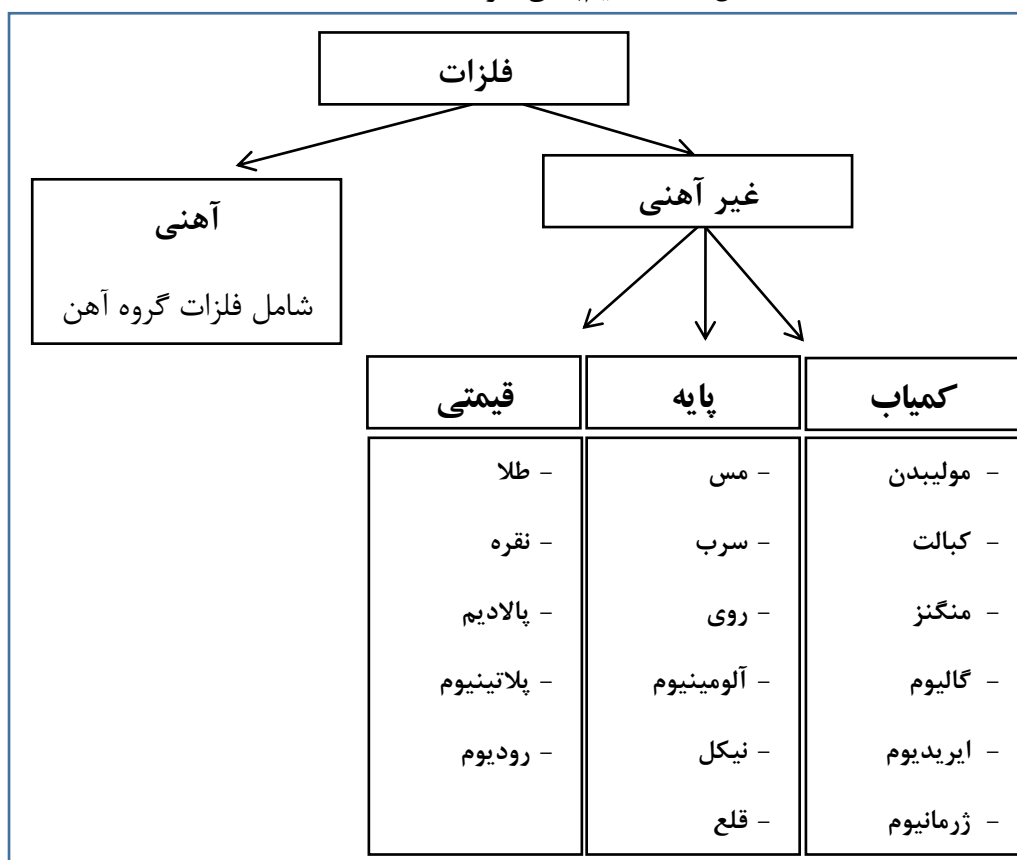 فلزات
غیر آهنی
آهنی
شامل فلزات گروه آهن
کمیاب
پایه
قیمتی
- مولیبدن
- کبالت
- منگنز
- گالیوم
- ایریدیوم
- ژرمانیوم
- مس
- سرب
- روی
- آلومینیوم
- نیکل
- قلع
- طلا
- نقره
- پالادیم
- پلاتینیوم
- رودیوم